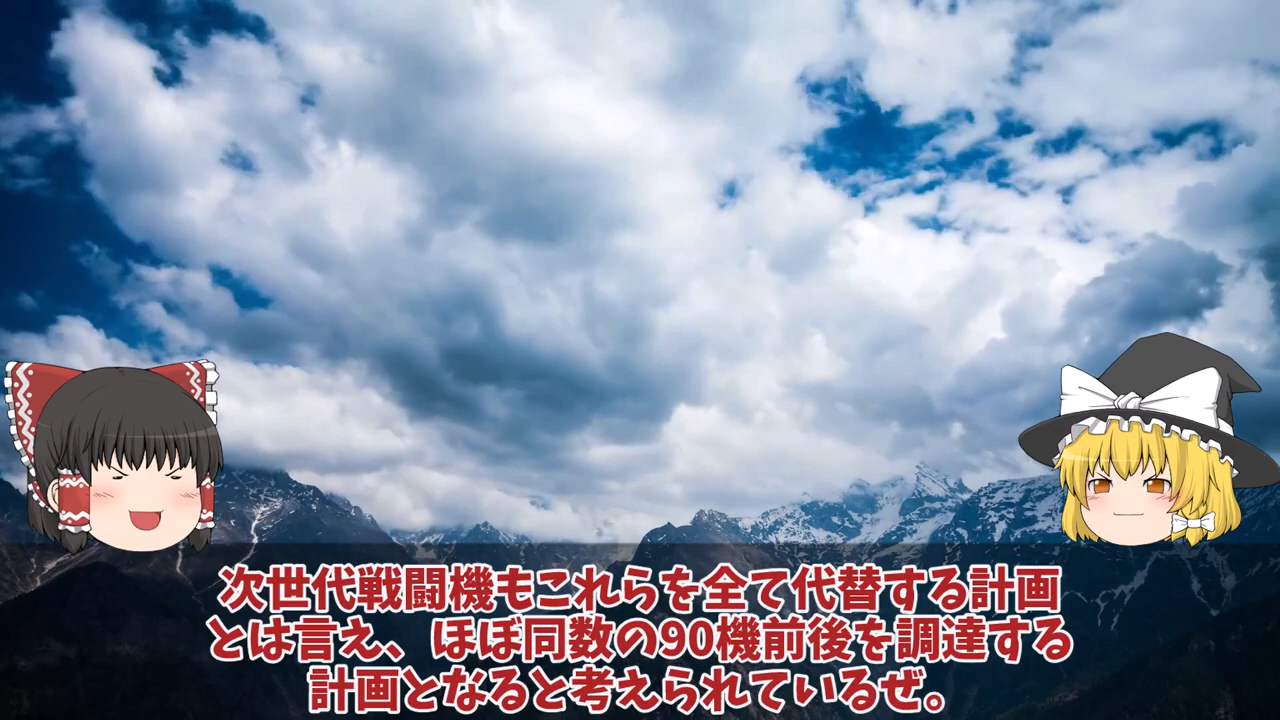 次世代戦闘機もこれらを全て代替する計画
とは言え、ほぼ同数の90機前後を調達する
計画となると考えられているぜ。